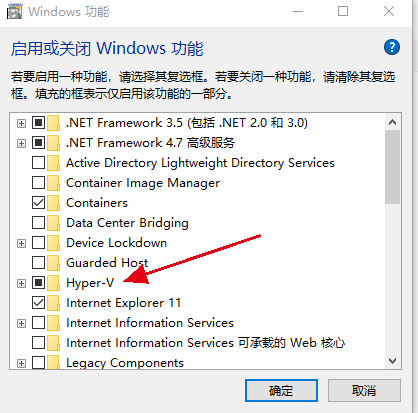 Windows 功能
启用或关闭 Windows 功能
若要启用一种功能，请选择其复选框。若要关闭一种功能，请清除其复选
框。填充的框表示仅启用该功能的一部分。
.NET Framework 3.5 (包括 .NET 2.0 和 3.0)
.NET Framework 4.7 高级服务
Active Directory Lightweight Directory Services
Container Image Manager
Containers
Data Center Bridging
Device Lockdown
Guarded Host
Hyper-V
Internet Explorer 11
Internet Information Services
Internet Information Services 可承载的 Web 核心
Legacy Components
确定
取消